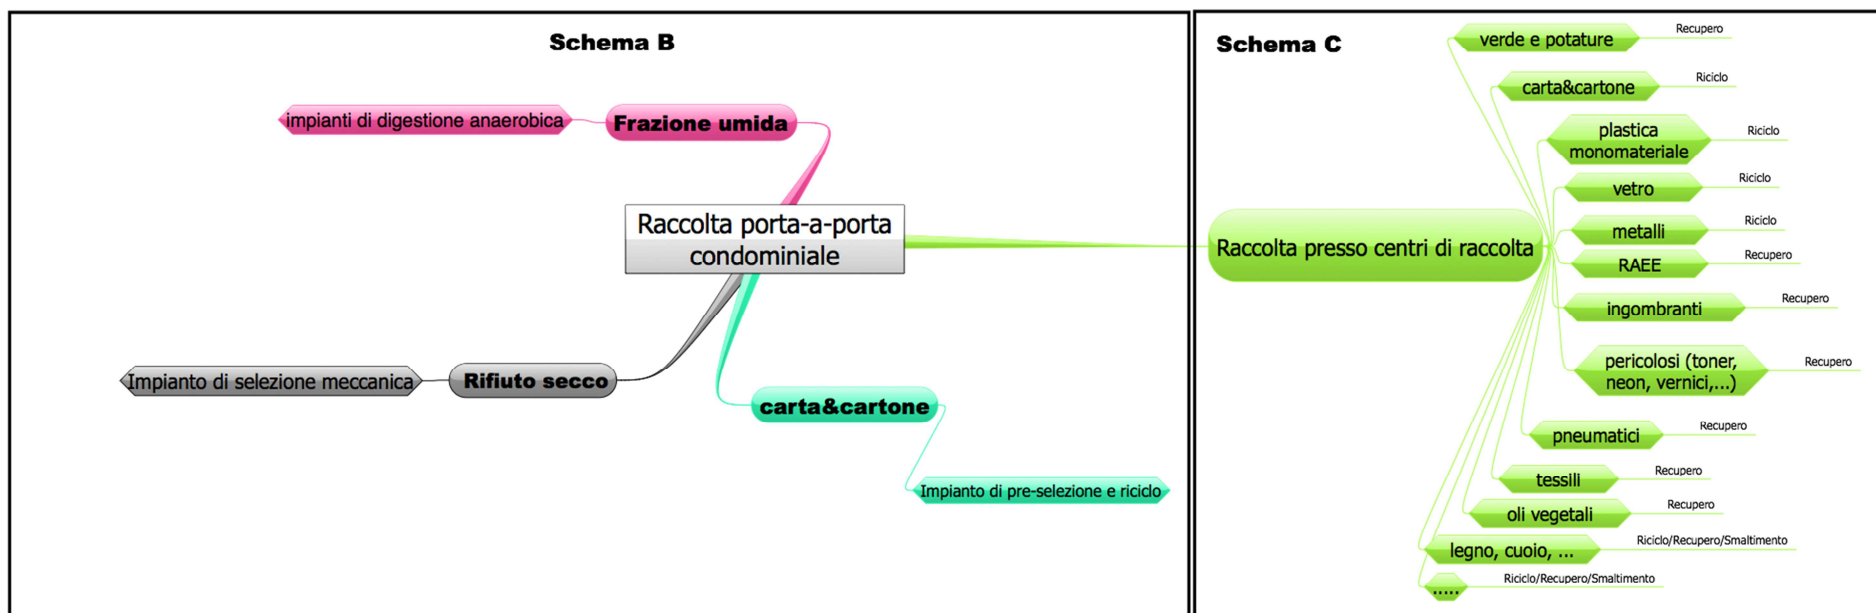 Schema B
impianti di digestione anaerobica
Frazione umida
Raccolta porta-a-porta
condominiale
Impianto di selezione meccanica
Rifiuto secco
carta&cartone
Impianto di pre-selezione e riciclo
Schema C
Raccolta presso centri di raccolta
verde e potature
Recupero
carta&cartone
Riciclo
plastica
monomateriale
Riciclo
vetro
Riciclo
metalli
Riciclo
RAEE
Recupero
ingombranti
Recupero
pericolosi (toner,
neon, vernici,...)
Recupero
pneumatici
Recupero
tessili
Recupero
oli vegetali
Recupero
legno, cuoio, ...
Riciclo/Recupero/Smaltimento
.....
Riciclo/Recupero/Smaltimento